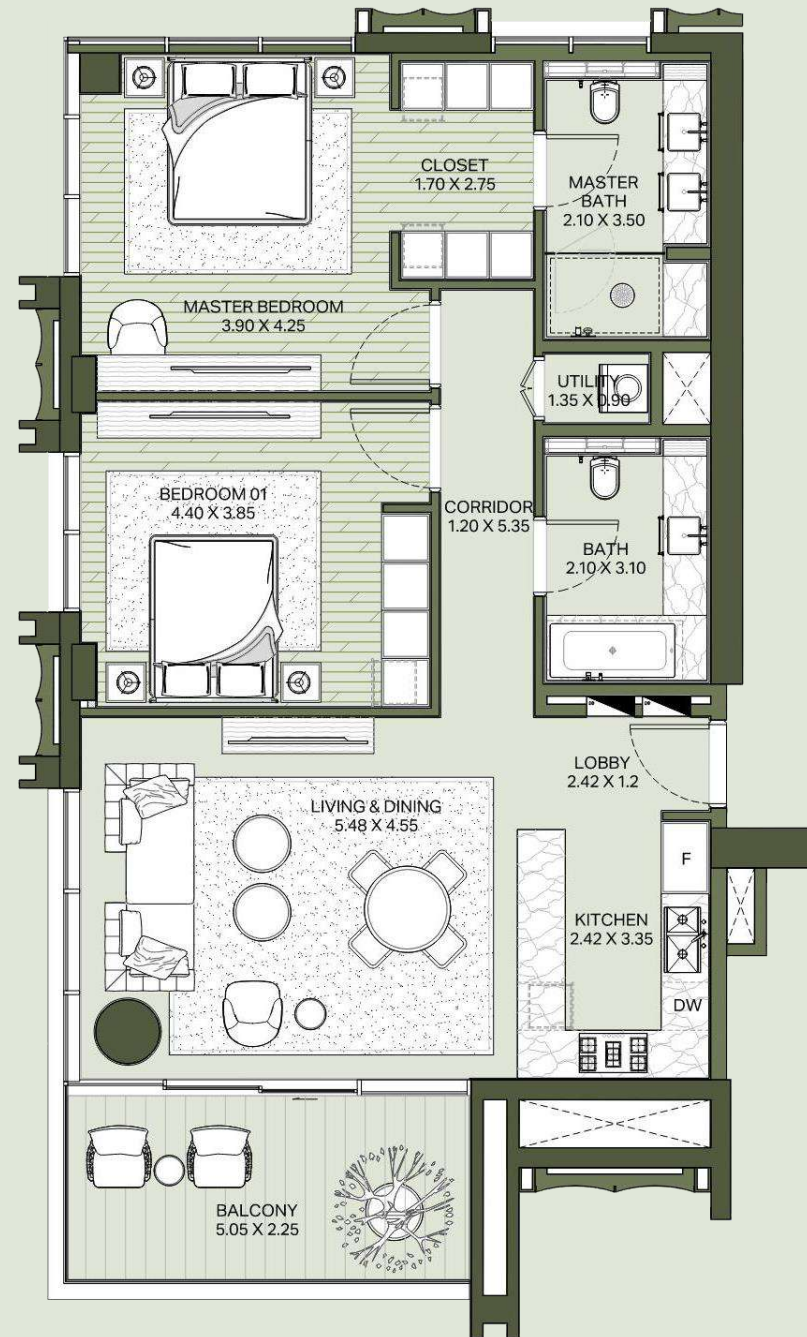 CLOSET
1.70 X 2.75
MASTER
BATH
2.10 X 3.50
MASTER BEDROOM
3.90 X 4.25
UTILITY
1.35 X 0.90
BEDROOM 01
4.40 X 3.85
CORRIDOR
1.20 X 5.35
BATH
2.10 X 3.10
LOBBY
2.42 X 1.2
LIVING & DINING
5.48 X 4.55
F
KITCHEN
2.42 X 3.35
DW
BALCONY
5.05 X 2.25